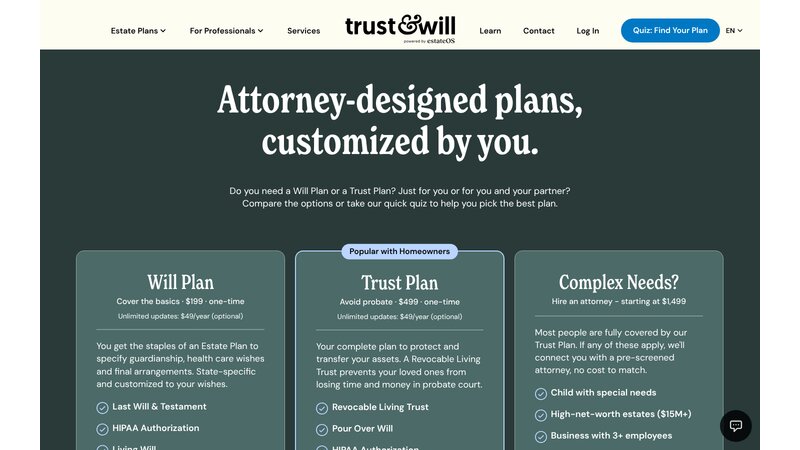 Estate Plans
For Professionals
Services
trust&will
powered by estateOS
Learn
Contact
Log In
Quiz: Find Your Plan
EN
Attorney-designed plans,
customized by you.
Do you need a Will Plan or a Trust Plan? Just for you or for you and your partner?
Compare the options or take our quick quiz to help you pick the best plan.
Will Plan
Cover the basics · $199 · one-time
Unlimited updates: $49/year (optional)
You get the staples of an Estate Plan to
specify guardianship, health care wishes
and final arrangements. State-specific
and customized to your wishes.
Last Will & Testament
HIPAA Authorization
Living Will
Popular with Homeowners
Trust Plan
Avoid probate · $499 · one-time
Unlimited updates: $49/year (optional)
Your complete plan to protect and
transfer your assets. A Revocable Living
Trust prevents your loved ones from
losing time and money in probate court.
Revocable Living Trust
Pour Over Will
HIPAA Authorization
Complex Needs?
Hire an attorney - starting at $1,499
Most people are fully covered by our
Trust Plan. If any of these apply, we'll
connect you with a pre-screened
attorney, no cost to match.
Child with special needs
High-net-worth estates ($15M+)
Business with 3+ employees